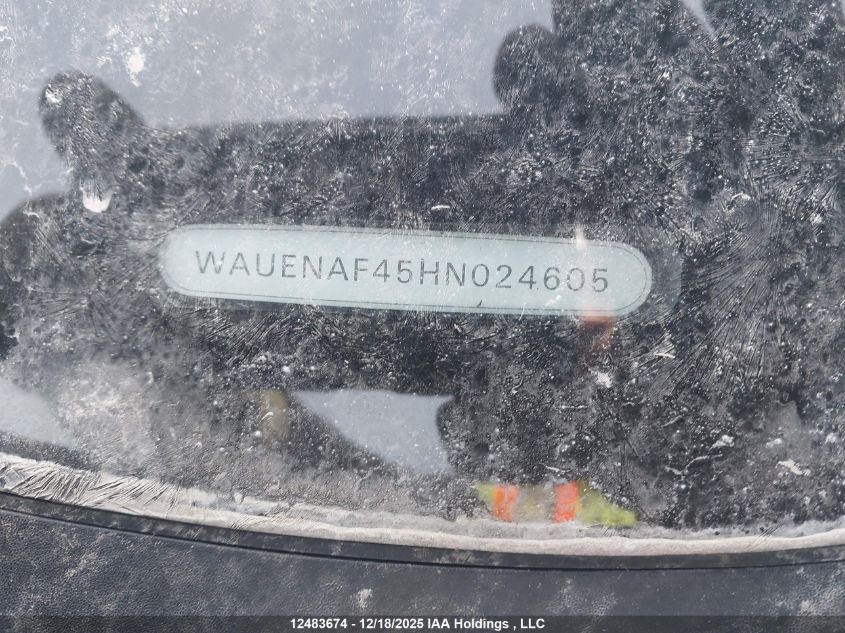 WAUENAF45HN024605
12483674 - 12/18/2025 IAA Holdings , LLC